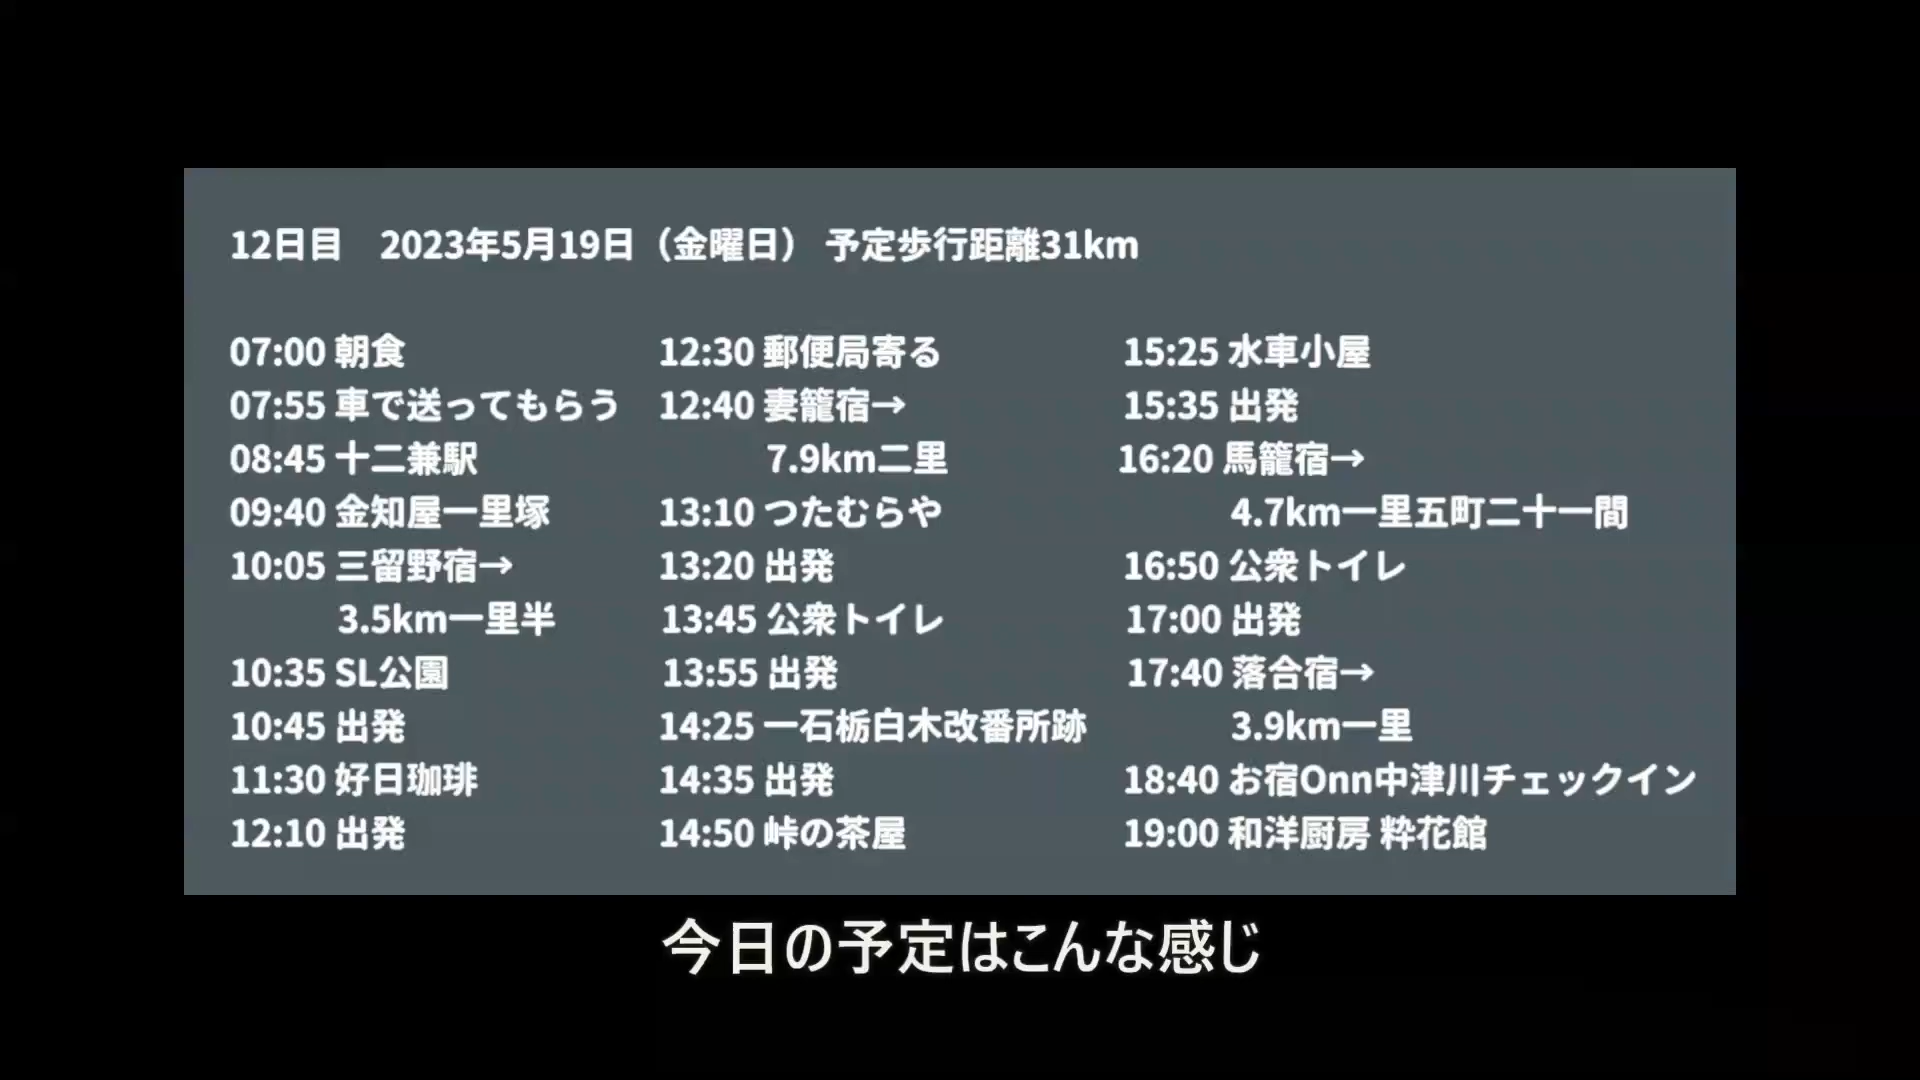 12日目　2023年5月19日（金曜日） 予定歩行距離31km
07:00 朝食
07:55 車で送ってもらう
08:45 十二兼駅
09:40 金知屋一里塚
10:05 三留野宿→
3.5km一里半
10:35 SL公園
10:45 出発
11:30 好日珈琲
12:10 出発
12:30 郵便局寄る
12:40 妻籠宿→
7.9km二里
13:10 つたむらや
13:20 出発
13:45 公衆トイレ
13:55 出発
14:25 一石栃白木改番所跡
14:35 出発
14:50 峠の茶屋
15:25 水車小屋
15:35 出発
16:20 馬籠宿→
4.7km一里五町二十一間
16:50 公衆トイレ
17:00 出発
17:40 落合宿→
3.9km一里
18:40 お宿Onn中津川チェックイン
19:00 和洋厨房 粋花館
今日の予定はこんな感じ